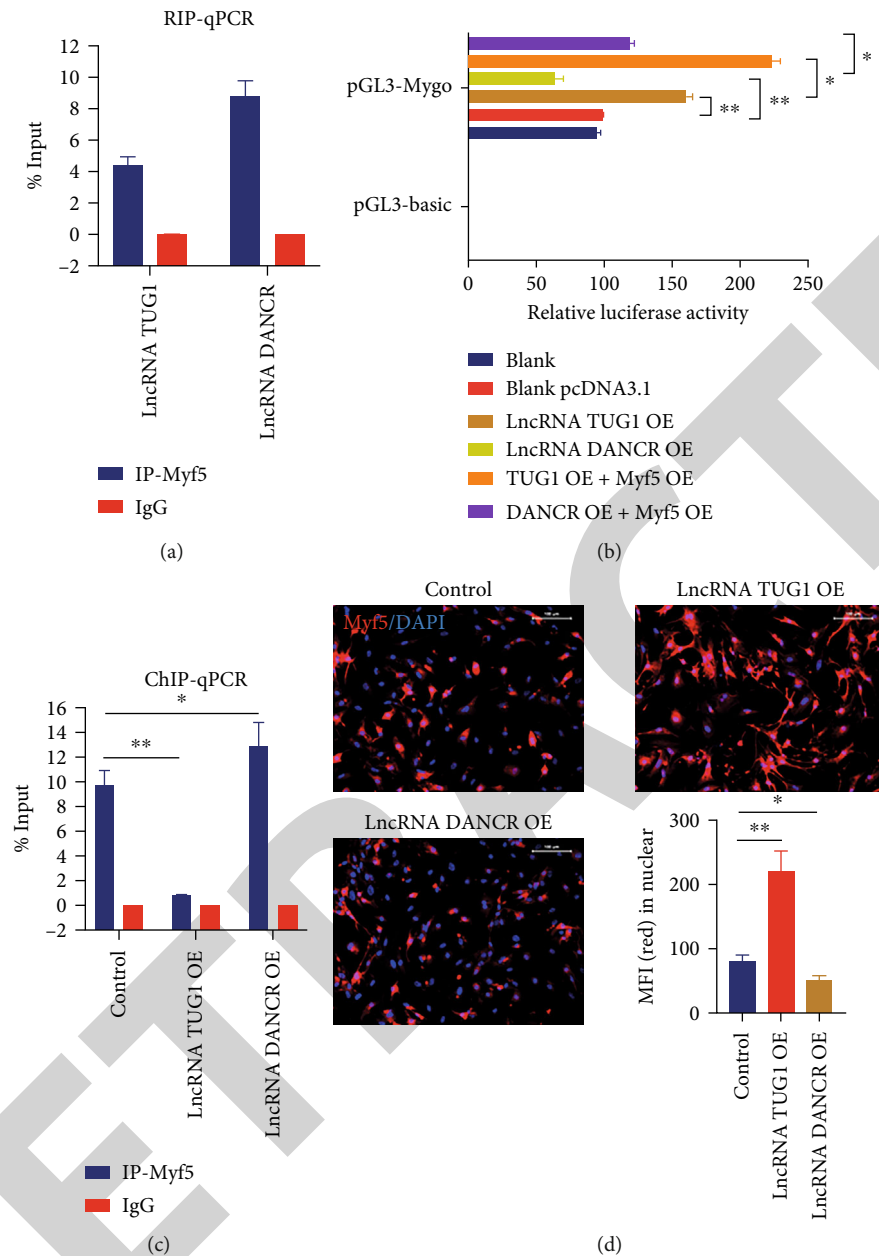 RIP-qPCR
12
10
8
6
4
2
0
−2
% Input
LncRNA TUG1
LncRNA DANCR
IP-Myf5
IgG
(a)
pGL3-Mygo
pGL3-basic
*
*
**
**
0 50 100 150 200 250
Relative luciferase activity
Blank
Blank pcDNA3.1
LncRNA TUG1 OE
LncRNA DANCR OE
TUG1 OE + Myf5 OE
DANCR OE + Myf5 OE
(b)
ChIP-qPCR
16
14
12
10
8
6
4
2
0
−2
% Input
*
**
Control
LncRNA TUG1 OE
LncRNA DANCR OE
IP-Myf5
IgG
(c)
Control
Myf5/DAPI
LncRNA TUG1 OE
LncRNA DANCR OE
300
200
100
0
MFI (red) in nuclear
*
**
Control
LncRNA TUG1 OE
LncRNA DANCR OE
(d)